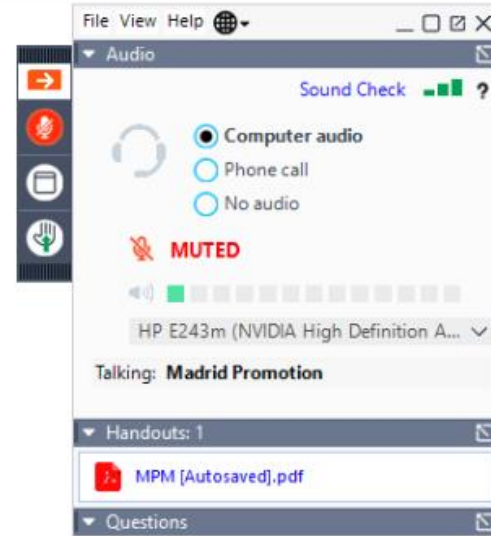 File View Help
Audio
Sound Check ?
Computer audio
Phone call
No audio
MUTED
HP E243m (NVIDIA High Definition A...
Talking: Madrid Promotion
Handouts: 1
MPM [Autosaved].pdf
Questions